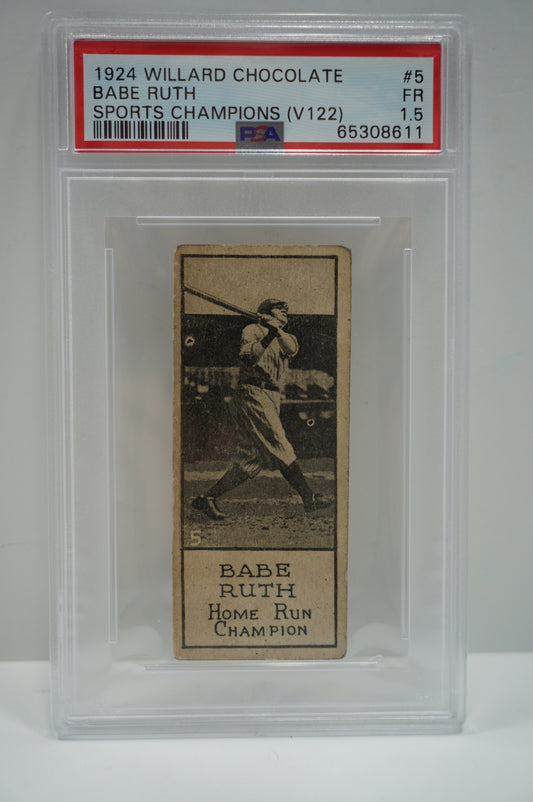 1924 WILLARD CHOCOLATE #5
BABE RUTH FR
SPORTS CHAMPIONS (V122) 1.5
PSA 65308611
5
BABE
RUTH
HOME RUN
CHAMPION